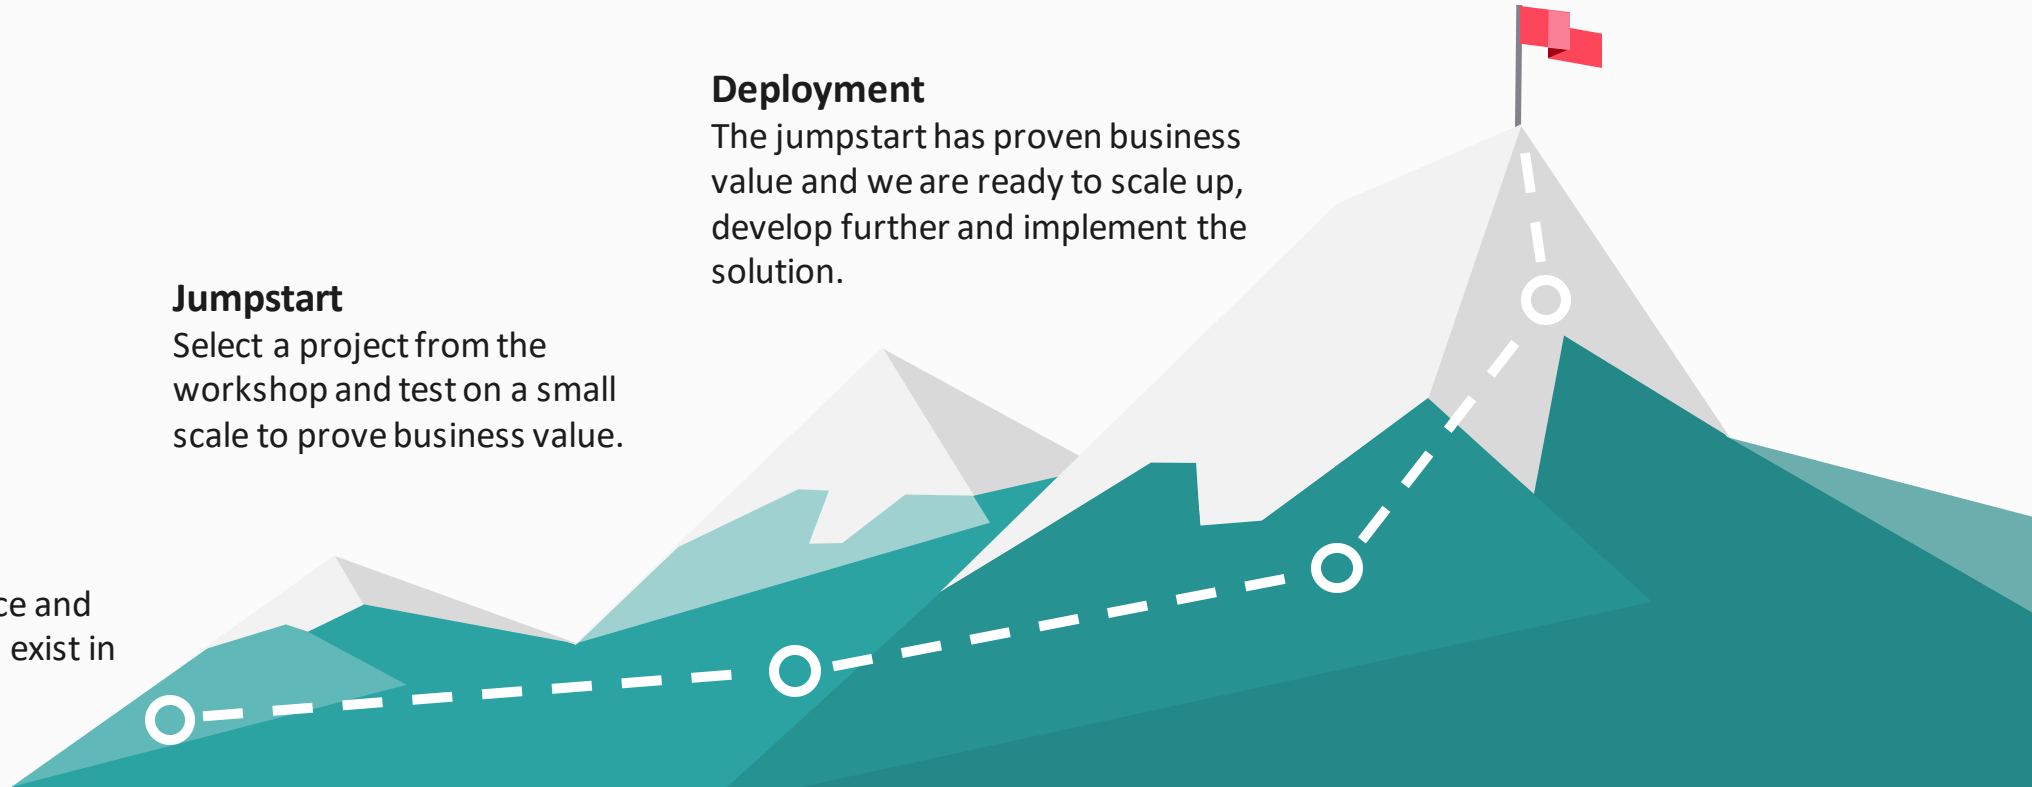 Deployment
The jumpstart has proven business
value and we are ready to scale up,
develop further and implement the
solution.
Jumpstart
Select a project from the
workshop and test on a small
scale to prove business value.
and
exist in